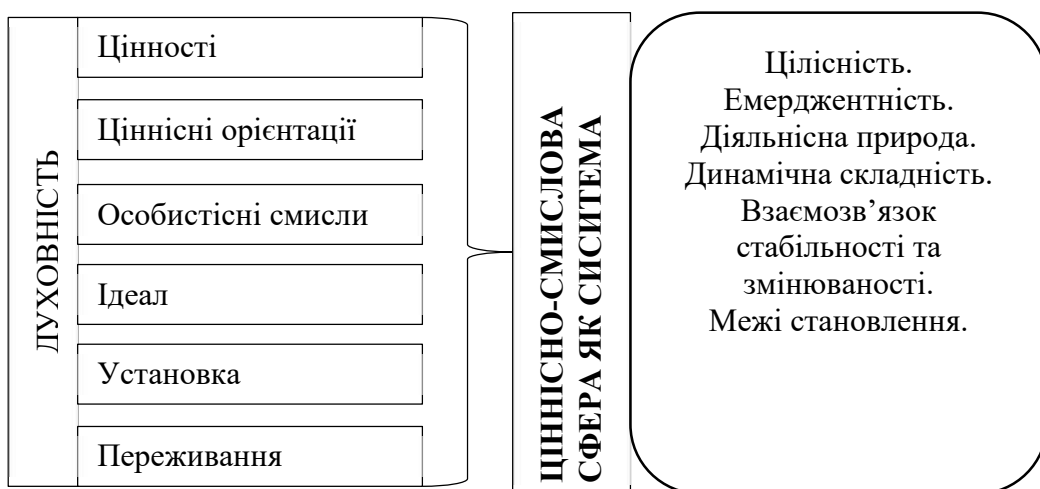 ДУХОВНІСТЬ
Цінності
Ціннісні орієнтації
Особистісні смисли
Ідеал
Установка
Переживання
ЦІННІСНО-СМИСЛОВА
СФЕРА ЯК СИСИТЕМА
Цілісність.
Емерджентність.
Діяльнісна природа.
Динамічна складність.
Взаємозв’язок
стабільності та
змінюваності.
Межі становлення.